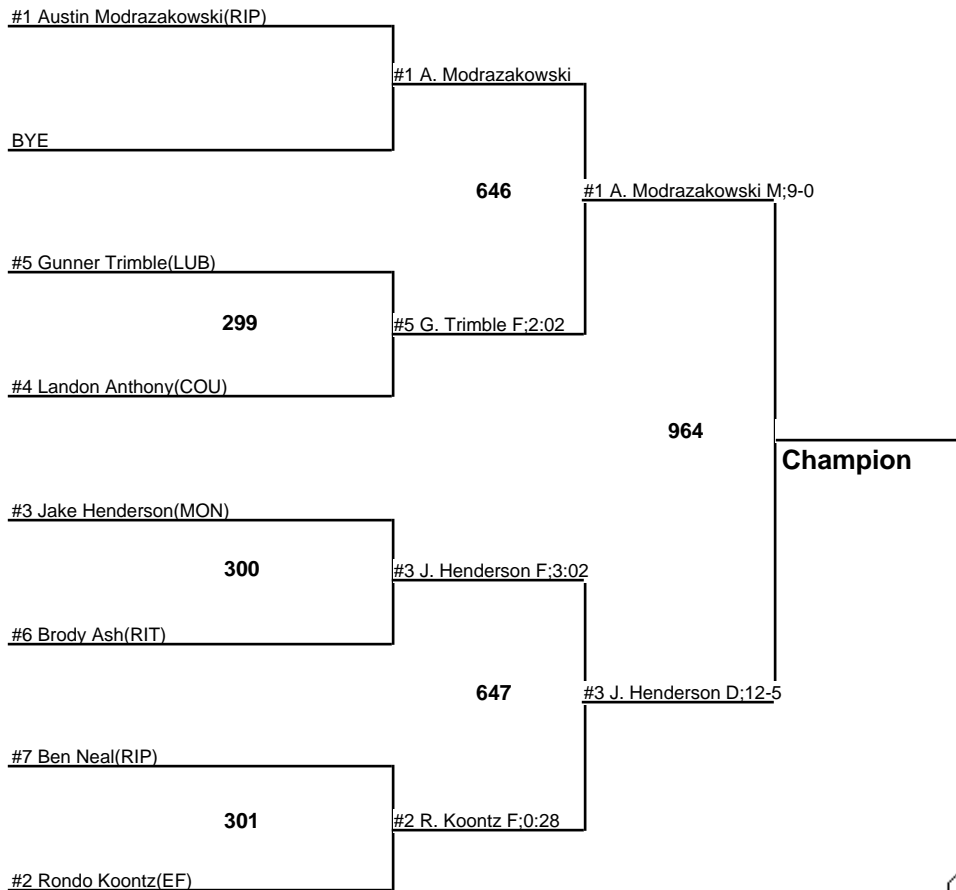 #1 Austin Modrazakowski(RIP)
#1 A. Modrazakowski
BYE
646
#1 A. Modrazakowski M;9-0
#5 Gunner Trimble(LUB)
299
#5 G. Trimble F;2:02
#4 Landon Anthony(COU)
964
Champion
#3 Jake Henderson(MON)
300
#3 J. Henderson F;3:02
#6 Brody Ash(RIT)
647
#3 J. Henderson D;12-5
#7 Ben Neal(RIP)
301
#2 R. Koontz F;0:28
#2 Rondo Koontz(EF)